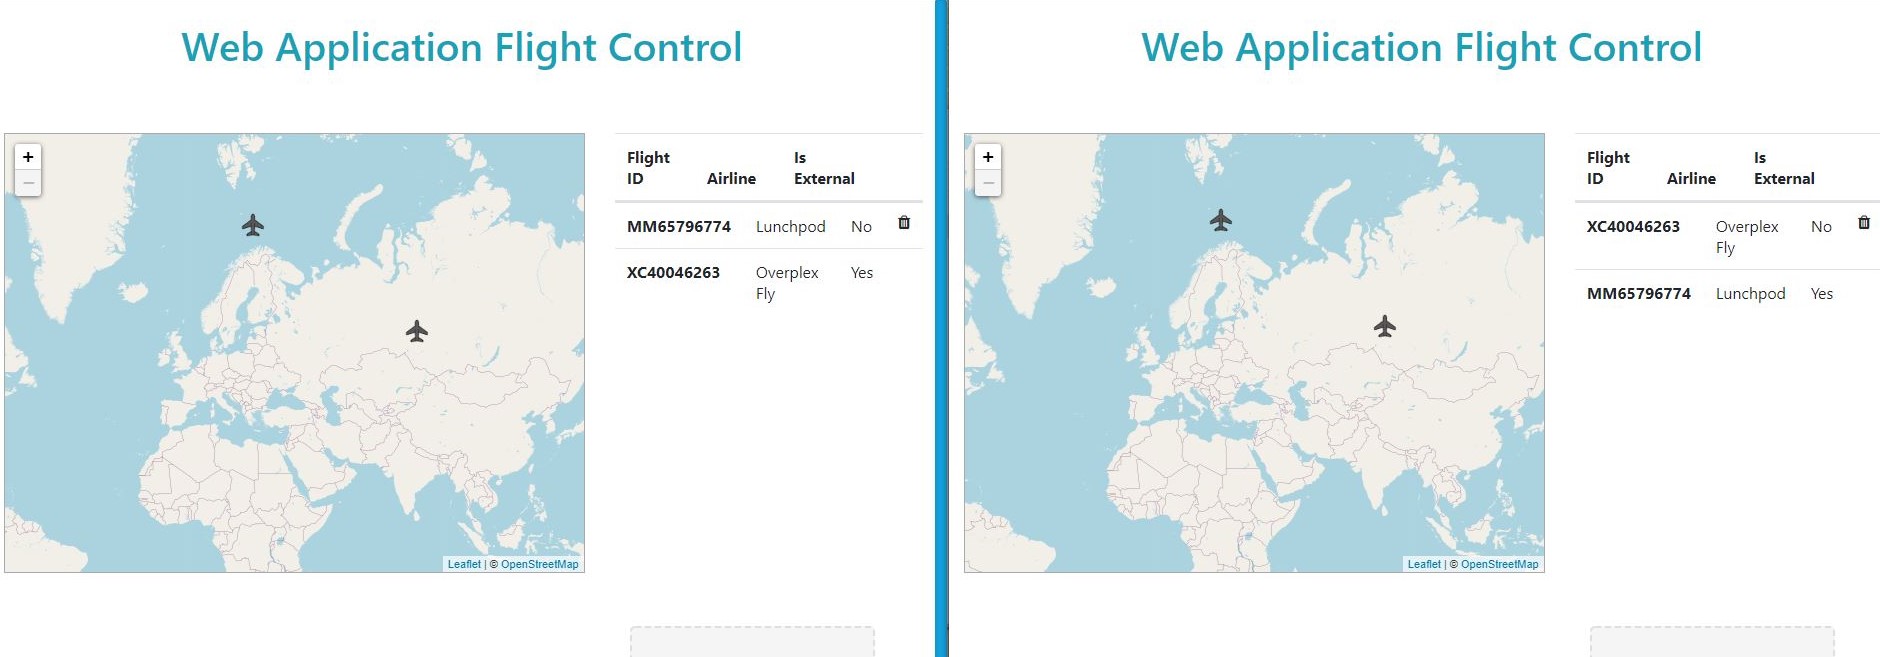 Web Application Flight Control
+
−
Flight
ID
Airline
Is
External
MM65796774 Lunchpod No
XC40046263 Overplex
Fly
Yes
Leaflet | © OpenStreetMap
Web Application Flight Control
+
−
Flight
ID
Airline
Is
External
XC40046263 Overplex
Fly
No
MM65796774 Lunchpod Yes
Leaflet | © OpenStreetMap